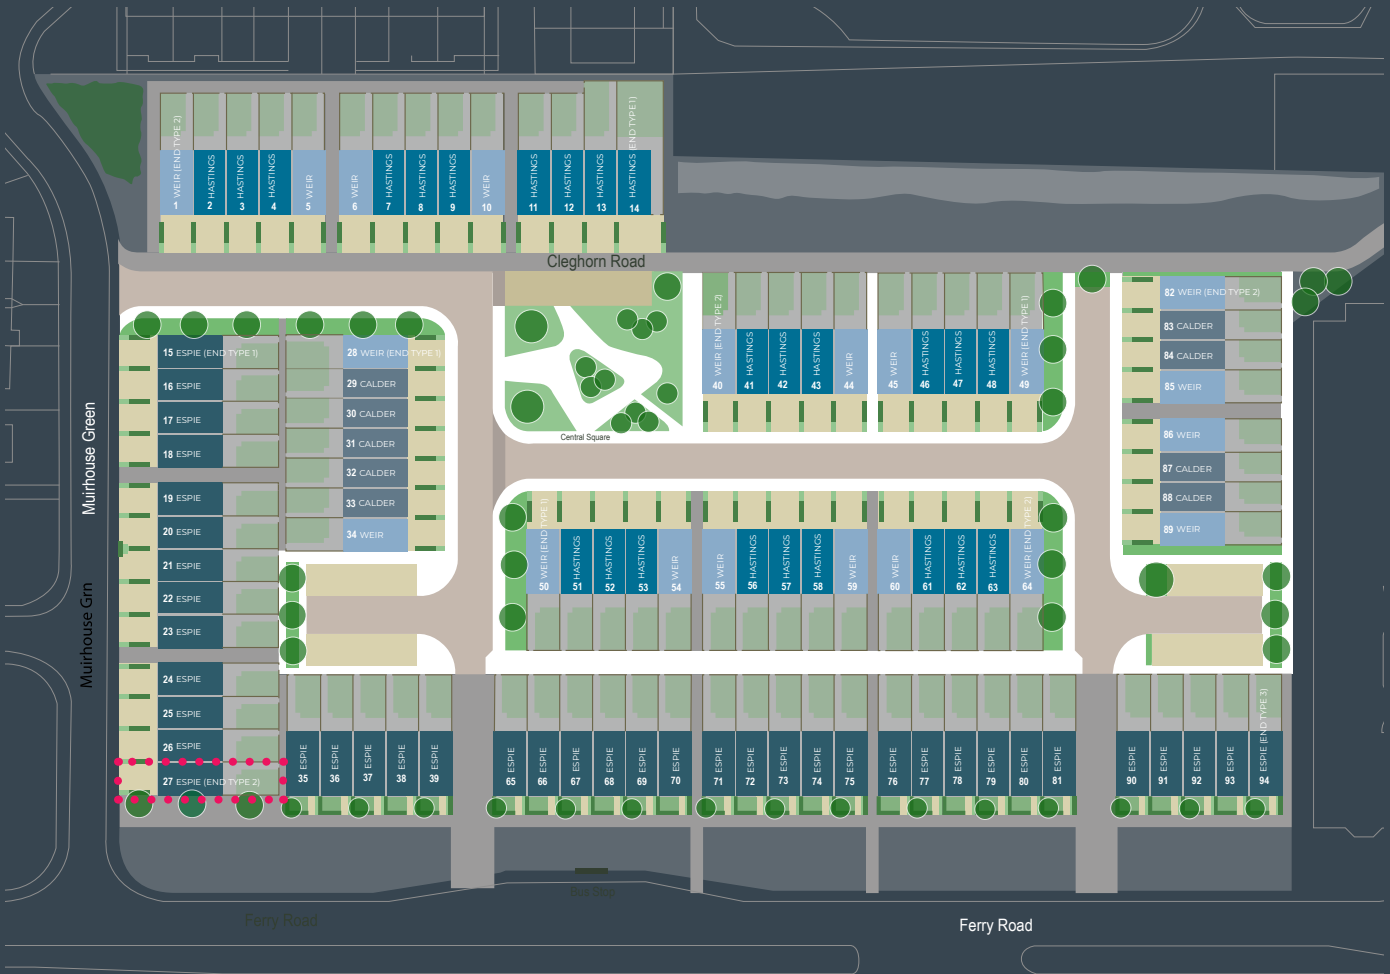 1 WEIR (END TYPE 2)
2 HASTINGS
3 HASTINGS
4 HASTINGS
5 WEIR
6 WEIR
7 HASTINGS
8 HASTINGS
9 HASTINGS
10 WEIR
11 HASTINGS
12 HASTINGS
13 HASTINGS
14 HASTINGS (END TYPE1)
Cleghorn Road
15 ESPIE (END TYPE 1)
16 ESPIE
17 ESPIE
18 ESPIE
19 ESPIE
20 ESPIE
21 ESPIE
22 ESPIE
23 ESPIE
24 ESPIE
25 ESPIE
26 ESPIE
27 ESPIE (END TYPE 2)
28 WEIR (END TYPE 1)
29 CALDER
30 CALDER
31 CALDER
32 CALDER
33 CALDER
34 WEIR
Muirhouse Green
Muirhouse Grn
Central Square
40 WEIR (END TYPE 2)
41 HASTINGS
42 HASTINGS
43 HASTINGS
44 WEIR
45 WEIR
46 HASTINGS
47 HASTINGS
48 HASTINGS
49 WEIR (END TYPE 1)
82 WEIR (END TYPE 2)
83 CALDER
84 CALDER
85 WEIR
86 WEIR
87 CALDER
88 CALDER
89 WEIR
50 WEIR (END TYPE 1)
51 HASTINGS
52 HASTINGS
53 HASTINGS
54 WEIR
55 WEIR
56 HASTINGS
57 HASTINGS
58 HASTINGS
59 WEIR
60 WEIR
61 HASTINGS
62 HASTINGS
63 HASTINGS
64 WEIR (END TYPE 2)
35 ESPIE
36 ESPIE
37 ESPIE
38 ESPIE
39 ESPIE
65 ESPIE
66 ESPIE
67 ESPIE
68 ESPIE
69 ESPIE
70 ESPIE
71 ESPIE
72 ESPIE
73 ESPIE
74 ESPIE
75 ESPIE
76 ESPIE
77 ESPIE
78 ESPIE
79 ESPIE
80 ESPIE
81 ESPIE
90 ESPIE
91 ESPIE
92 ESPIE
93 ESPIE
94 ESPIE (END TYPE 3)
Bus Stop
Ferry Road
Ferry Road